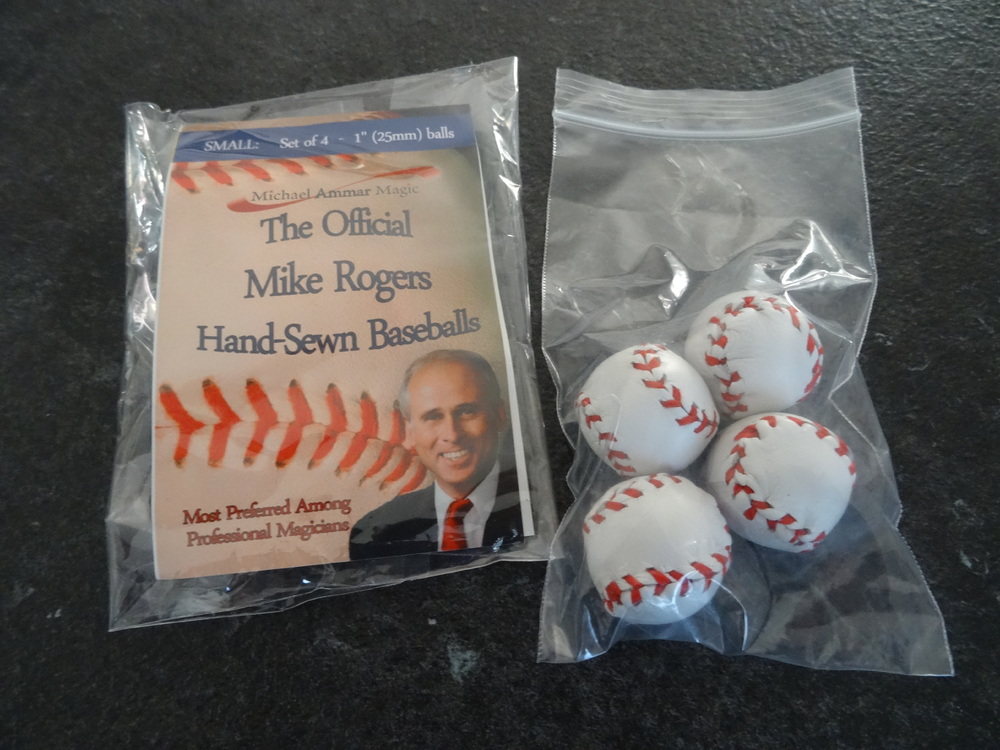 SMALL: Set of 4 - 1" (25mm) balls
Michael Ammar Magic
The Official
Mike Rogers
Hand-Sewn Baseballs
Most Preferred Among
Professional Magicians